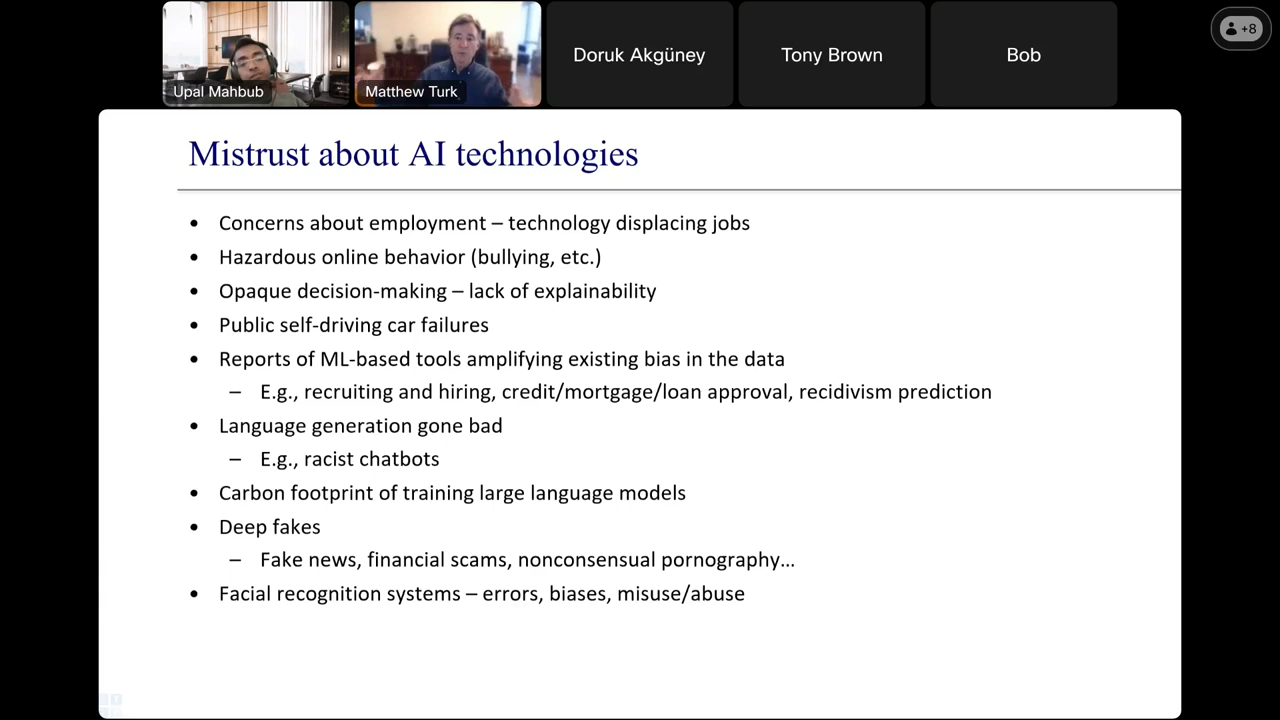 Upal Mahbub
Matthew Turk
Doruk Akgüney
Tony Brown
Bob
+8
Mistrust about AI technologies
• Concerns about employment – technology displacing jobs
• Hazardous online behavior (bullying, etc.)
• Opaque decision-making – lack of explainability
• Public self-driving car failures
• Reports of ML-based tools amplifying existing bias in the data
– E.g., recruiting and hiring, credit/mortgage/loan approval, recidivism prediction
• Language generation gone bad
– E.g., racist chatbots
• Carbon footprint of training large language models
• Deep fakes
– Fake news, financial scams, nonconsensual pornography…
• Facial recognition systems – errors, biases, misuse/abuse